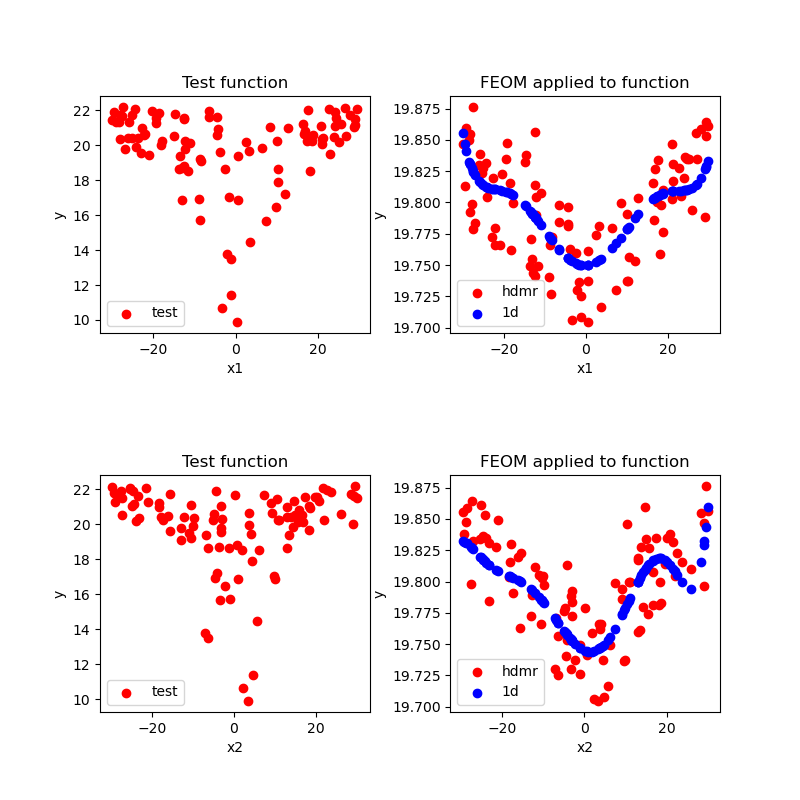 Test function
22
20
18
16
14
12
10
y
test
−20
0
20
x1
FEOM applied to function
19.875
19.850
19.825
19.800
19.775
19.750
19.725
19.700
y
hdmr
1d
−20
0
20
x1
Test function
22
20
18
16
14
12
10
y
test
−20
0
20
x2
FEOM applied to function
19.875
19.850
19.825
19.800
19.775
19.750
19.725
19.700
y
hdmr
1d
−20
0
20
x2